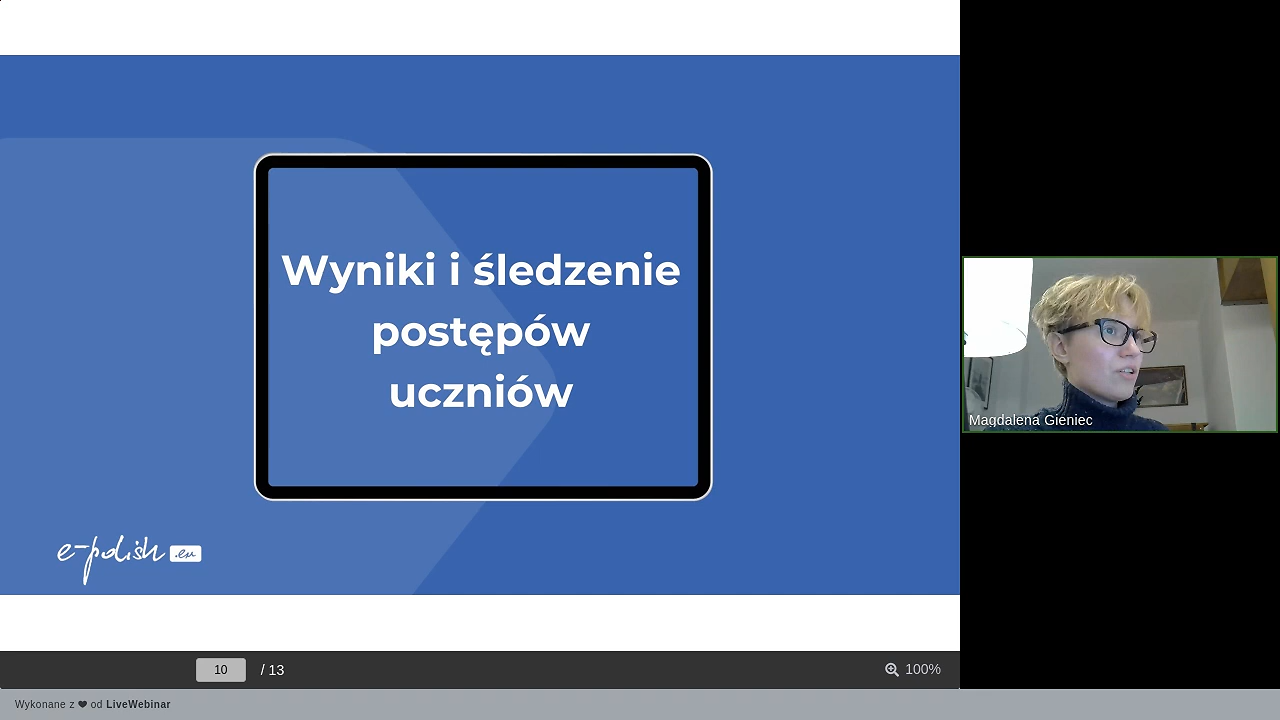 Wyniki i śledzenie
postępów
uczniów
e-polish.eu
Magdalena Gieniec
10 / 13
100%
Wykonane z ❤ od LiveWebinar